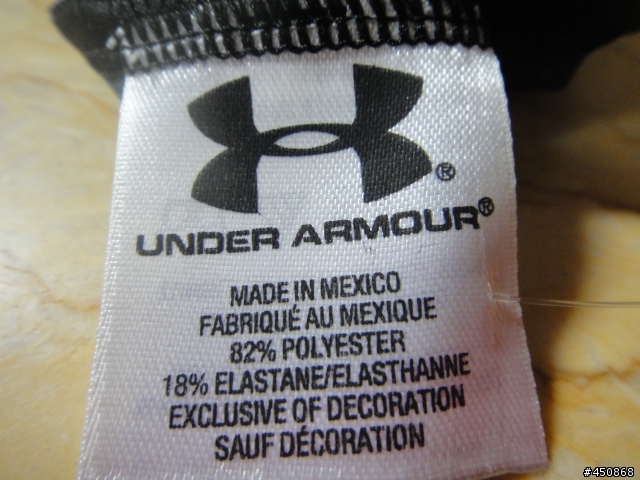 ®
UNDER ARMOUR®
MADE IN MEXICO
FABRIQUÉ AU MEXIQUE
82% POLYESTER
18% ELASTANE/ELASTHANNE
EXCLUSIVE OF DECORATION
SAUF DÉCORATION
#450868